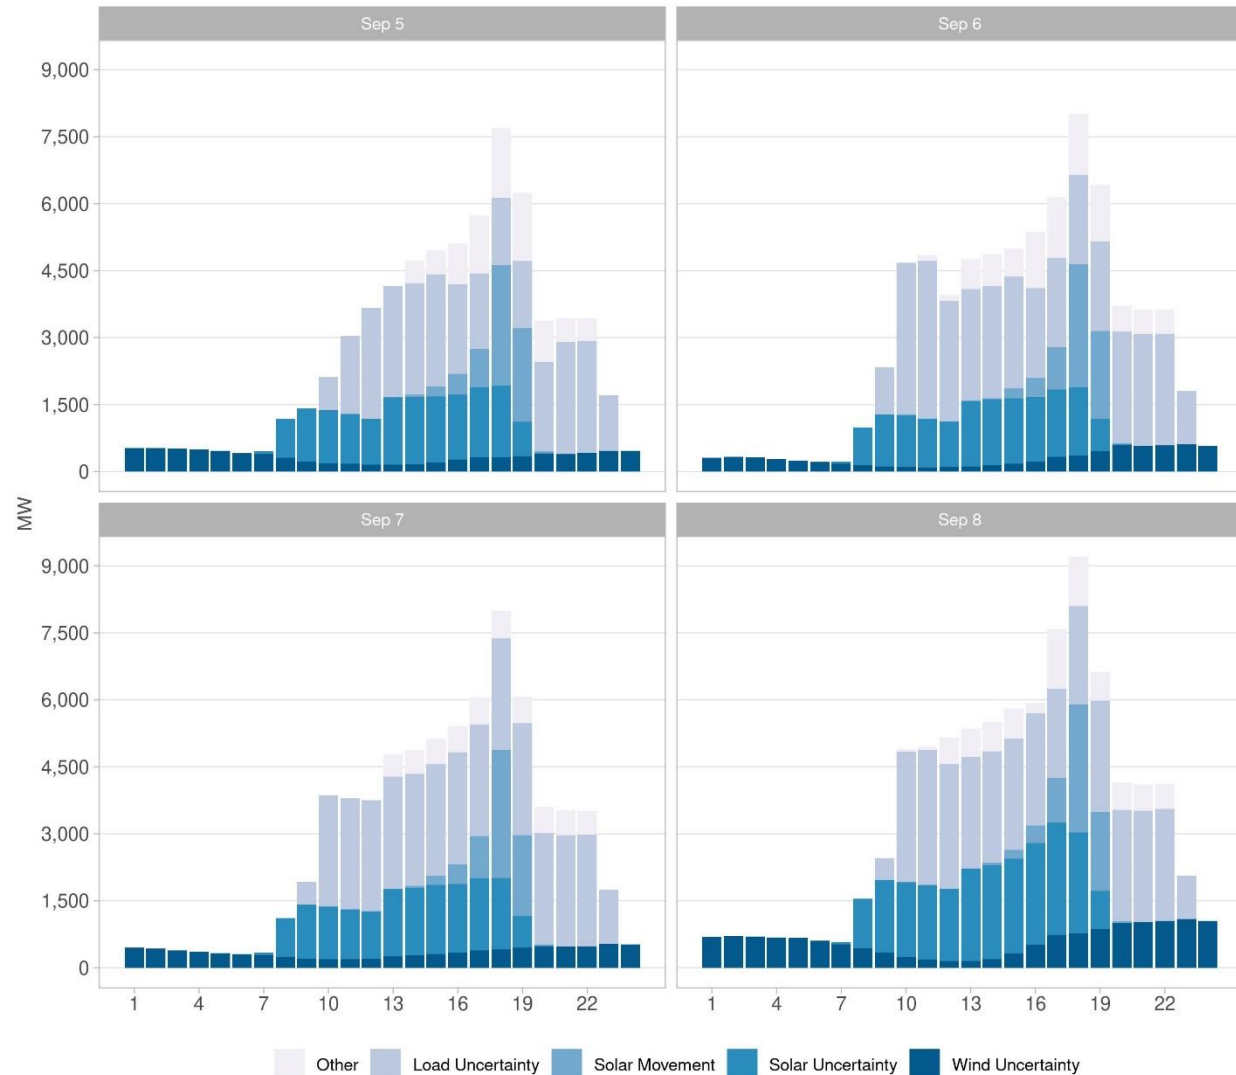 Sep 5
Sep 6
9,000
7,500
6,000
4,500
3,000
1,500
0
MW
Sep 7
Sep 8
9,000
7,500
6,000
4,500
3,000
1,500
0
1 4 7 10 13 16 19 22
1 4 7 10 13 16 19 22
Other Load Uncertainty Solar Movement Solar Uncertainty Wind Uncertainty